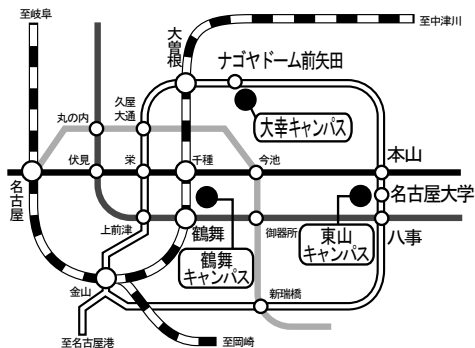 至岐阜
至中津川
大曽根
ナゴヤドーム前矢田
丸の内
久屋
大通
大幸キャンパス
伏見
栄
千種
今池
本山
名古屋
名古屋大学
上前津
鶴舞
御器所
八事
東山
キャンパス
鶴舞
キャンパス
金山
新瑞橋
至名古屋港
至岡崎